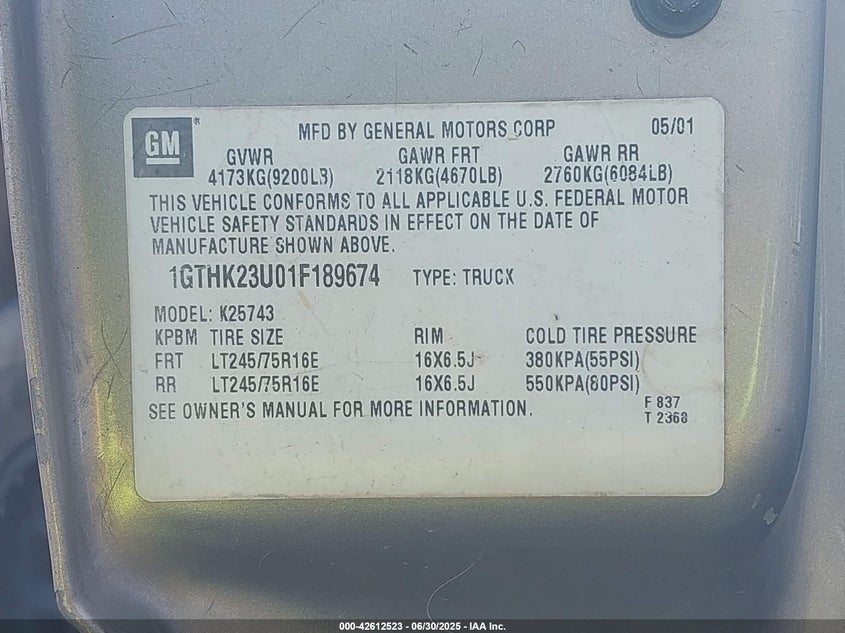 GM ®
MFD BY GENERAL MOTORS CORP 05/01
GVWR GAWR FRT GAWR RR
4173KG(9200LB) 2118KG(4670LB) 2760KG(6084LB)
THIS VEHICLE CONFORMS TO ALL APPLICABLE U.S. FEDERAL MOTOR
VEHICLE SAFETY STANDARDS IN EFFECT ON THE DATE OF
MANUFACTURE SHOWN ABOVE.
1GTHK23U01F189674 TYPE: TRUCK
MODEL: K25743
KPBM TIRE SIZE RIM COLD TIRE PRESSURE
FRT LT245/75R16E 16X6.5J 380KPA(55PSI)
RR LT245/75R16E 16X6.5J 550KPA(80PSI)
SEE OWNER'S MANUAL FOR MORE INFORMATION.
F 837
T 2368
000-42612523 - 06/30/2025 - IAA Inc.